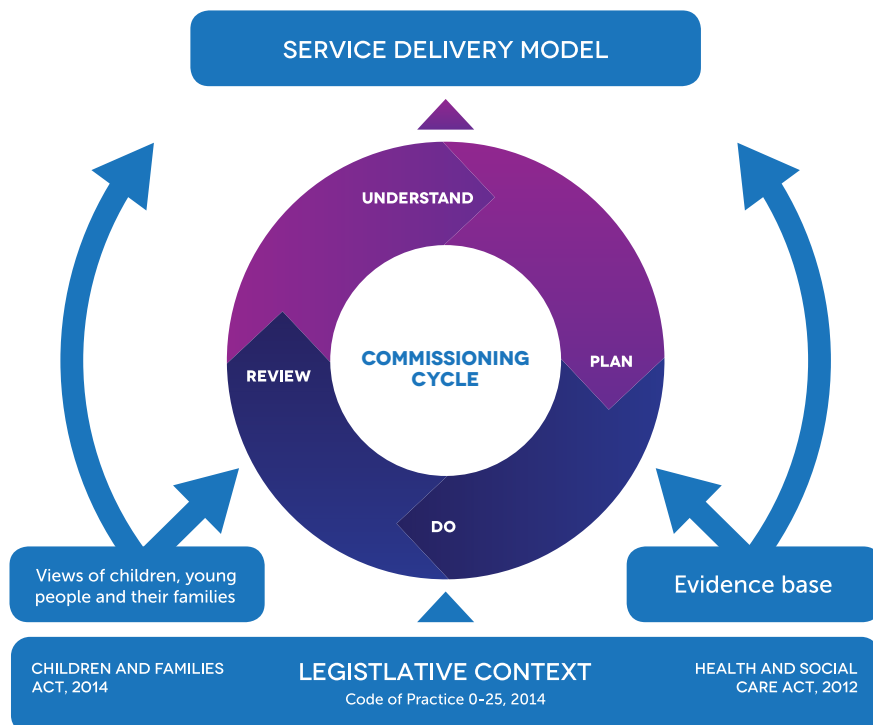 SERVICE DELIVERY MODEL
UNDERSTAND
COMMISSIONING
CYCLE
PLAN
REVIEW
DO
Views of children, young
people and their families
Evidence base
CHILDREN AND FAMILIES
ACT, 2014
LEGISTLATIVE CONTEXT
Code of Practice 0-25, 2014
HEALTH AND SOCIAL
CARE ACT, 2012